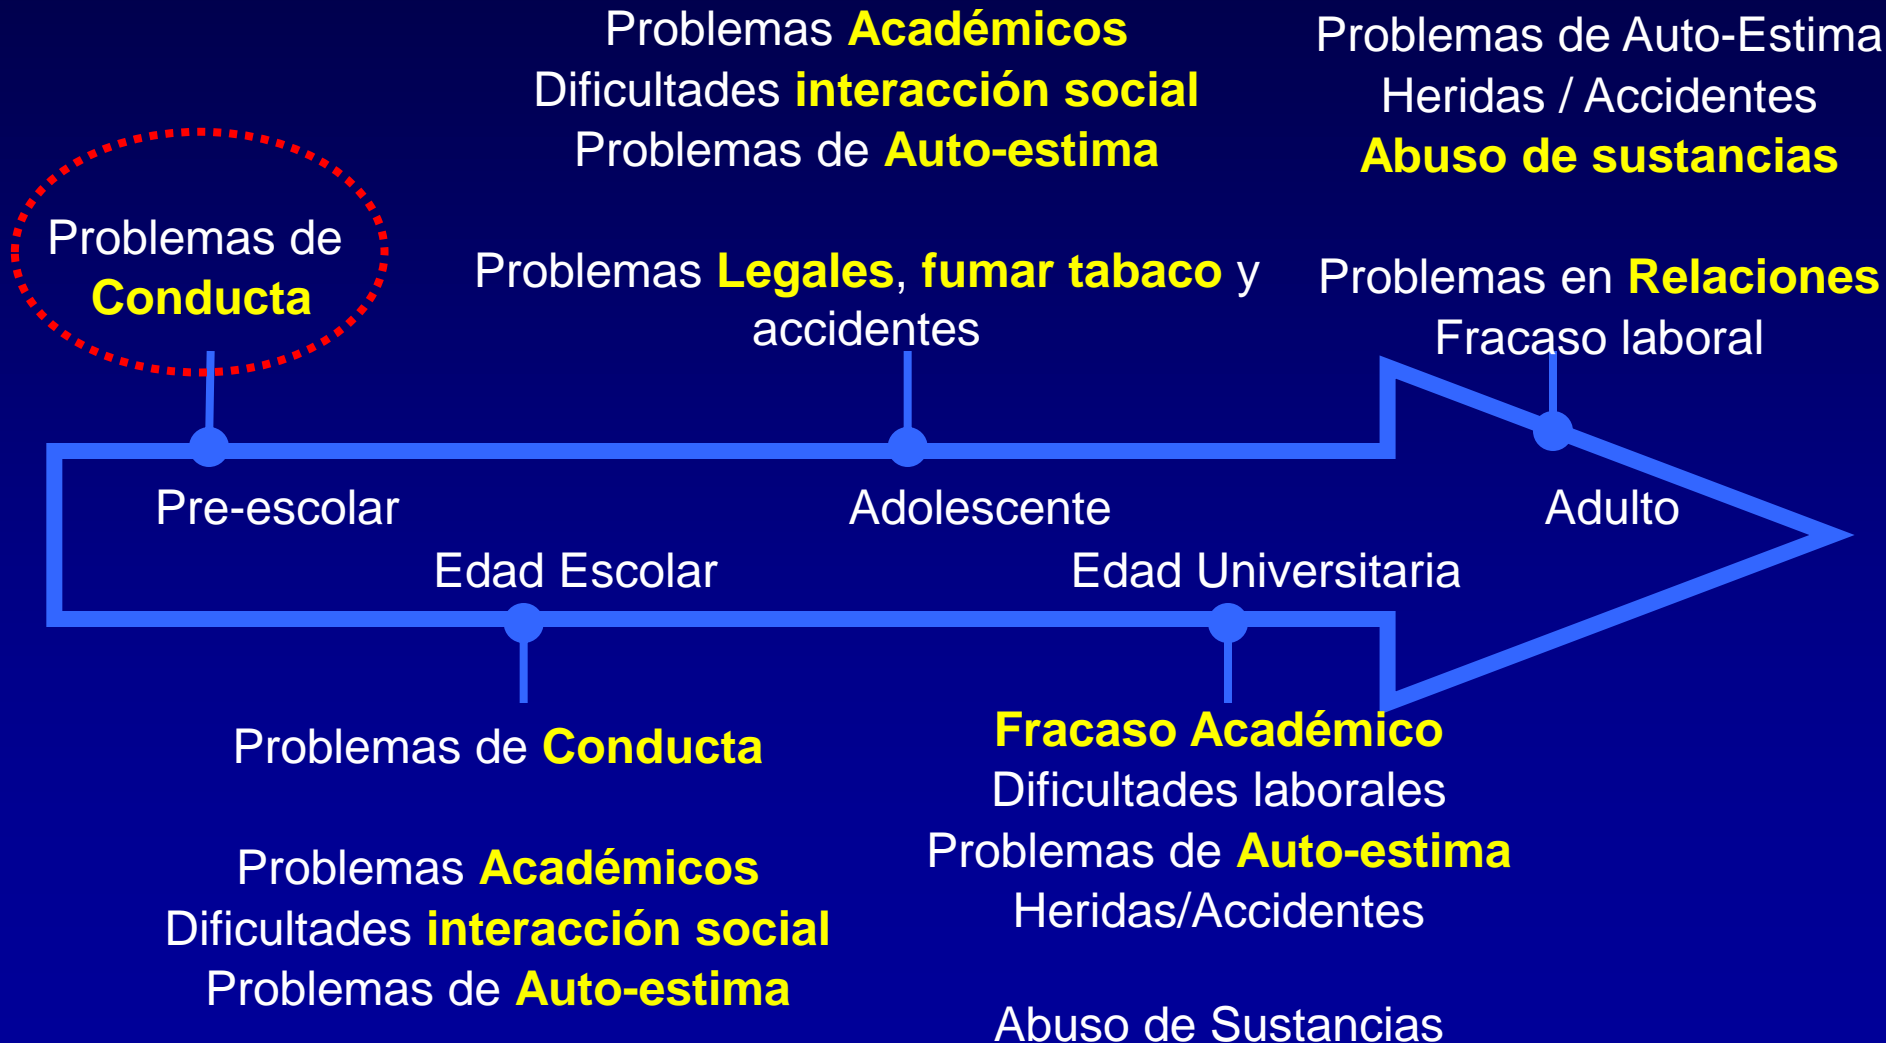 Problemas de
Conducta
Problemas Académicos
Dificultades interacción social
Problemas de Auto-estima
Problemas Legales, fumar tabaco y
accidentes
Problemas de Auto-Estima
Heridas / Accidentes
Abuso de sustancias
Problemas en Relaciones
Fracaso laboral
Pre-escolar
Adolescente
Adulto
Edad Escolar
Edad Universitaria
Problemas de Conducta
Problemas Académicos
Dificultades interacción social
Problemas de Auto-estima
Fracaso Académico
Dificultades laborales
Problemas de Auto-estima
Heridas/Accidentes
Abuso de Sustancias